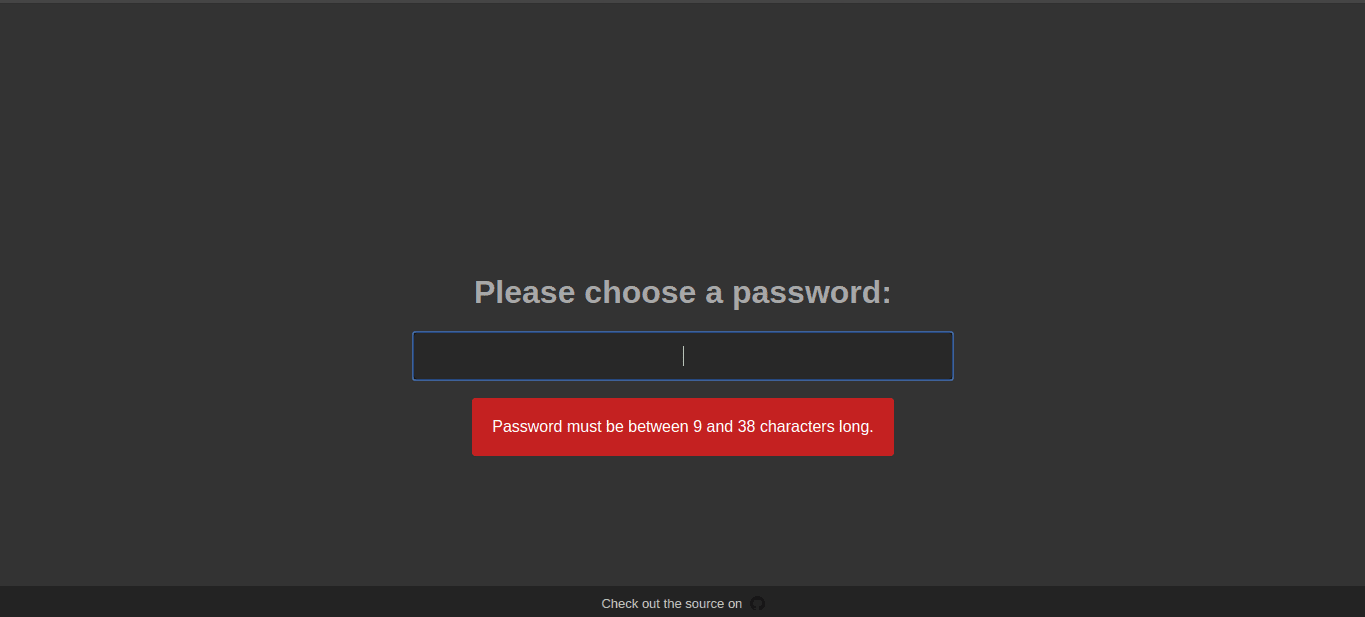 Please choose a password:
Password must be between 9 and 38 characters long.
Check out the source on